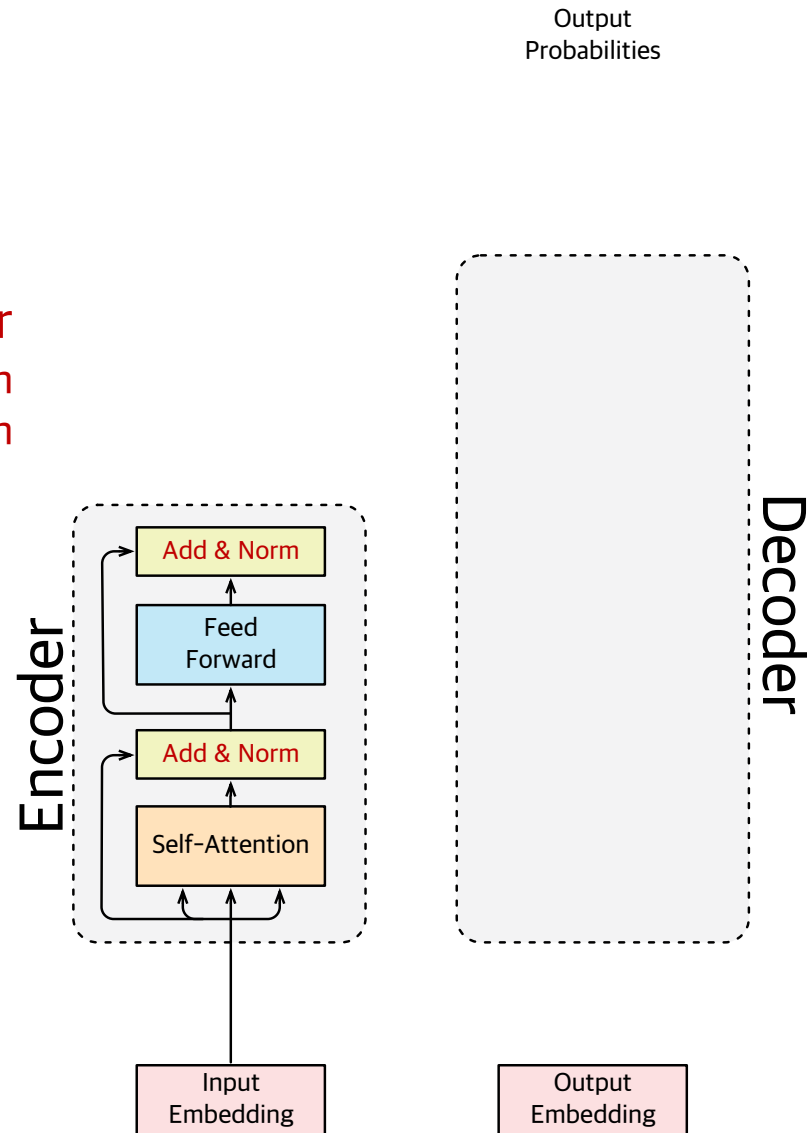 Output
Probabilities
Decoder
Encoder
Add & Norm
Feed
Forward
Add & Norm
Self-Attention
Input
Embedding
Output
Embedding